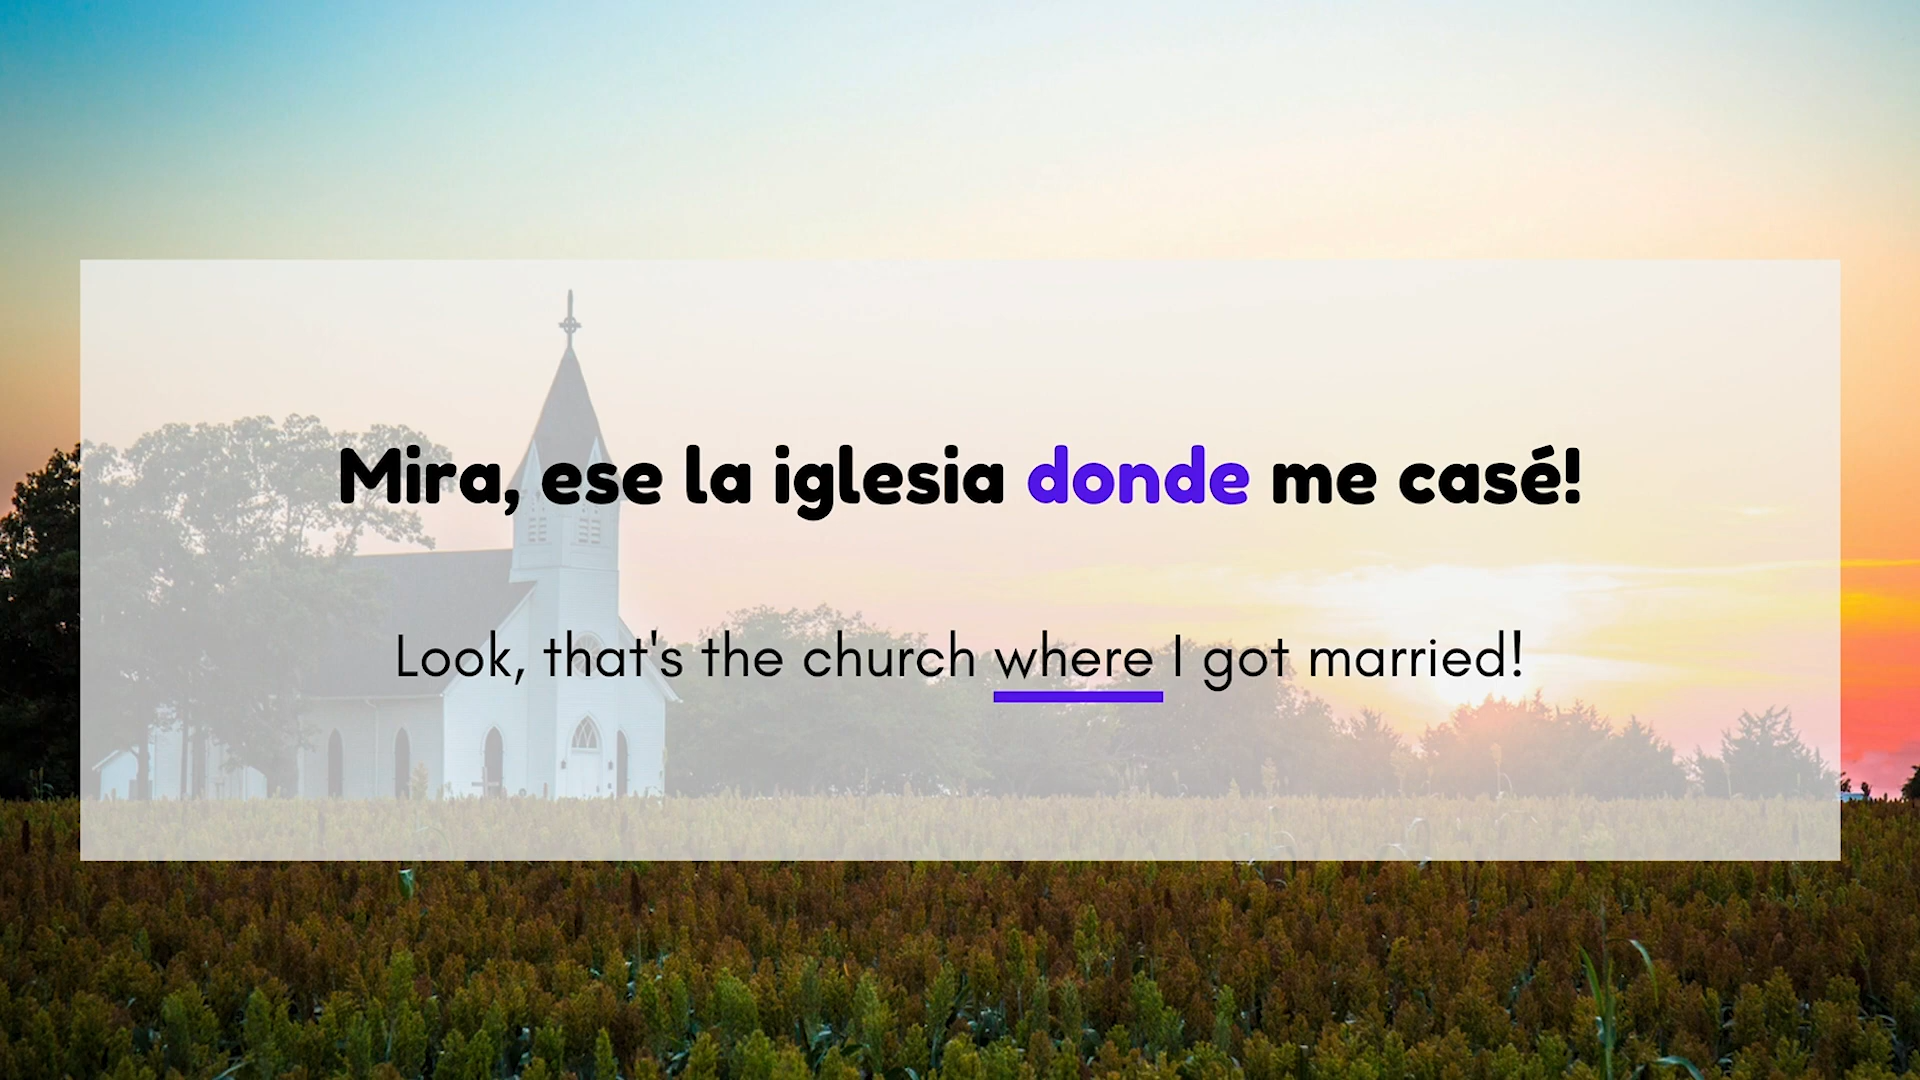 Mira, ese la iglesia donde me casé!
Look, that's the church where I got married!